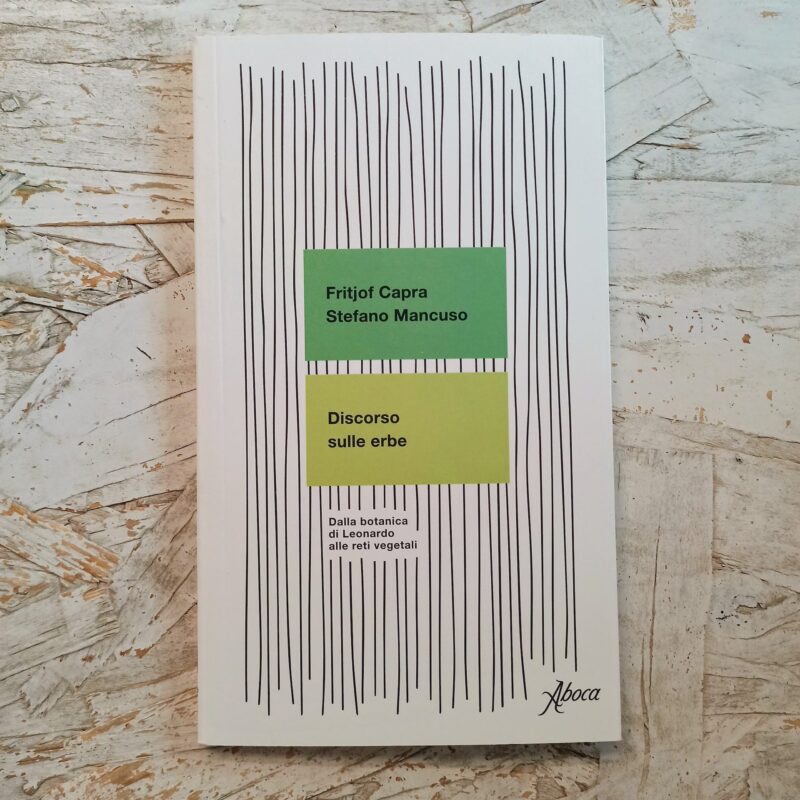 Fritjof Capra
Stefano Mancuso
Discorso
sulle erbe
Dalla botanica
di Leonardo
alle reti vegetali
Aboca